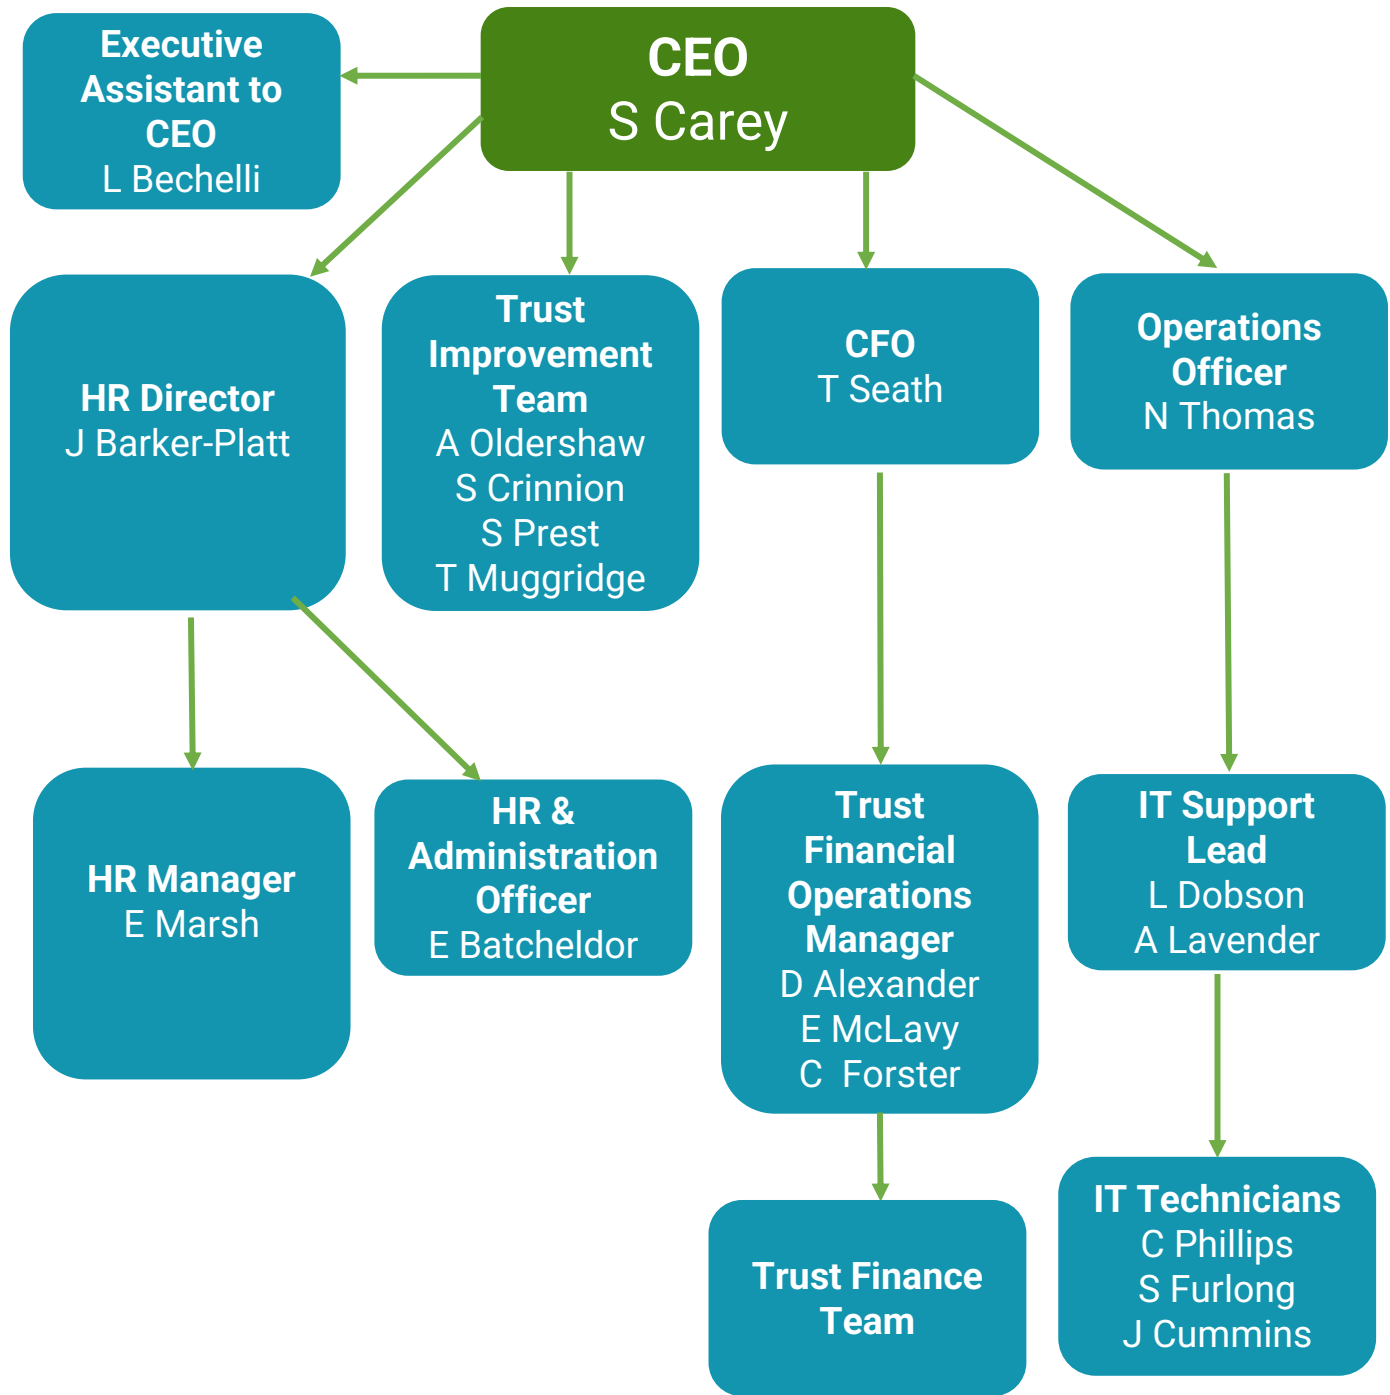 Executive
Assistant to
CEO
L Bechelli
CEO
S Carey
HR Director
J Barker-Platt
Trust
Improvement
Team
A Oldershaw
S Crinnion
S Prest
T Muggridge
CFO
T Seath
Operations
Officer
N Thomas
HR Manager
E Marsh
HR &
Administration
Officer
E Batcheldor
Trust
Financial
Operations
Manager
D Alexander
E McLavy
C  Forster
IT Support
Lead
L Dobson
A Lavender
Trust Finance
Team
IT Technicians
C Phillips
S Furlong
J Cummins